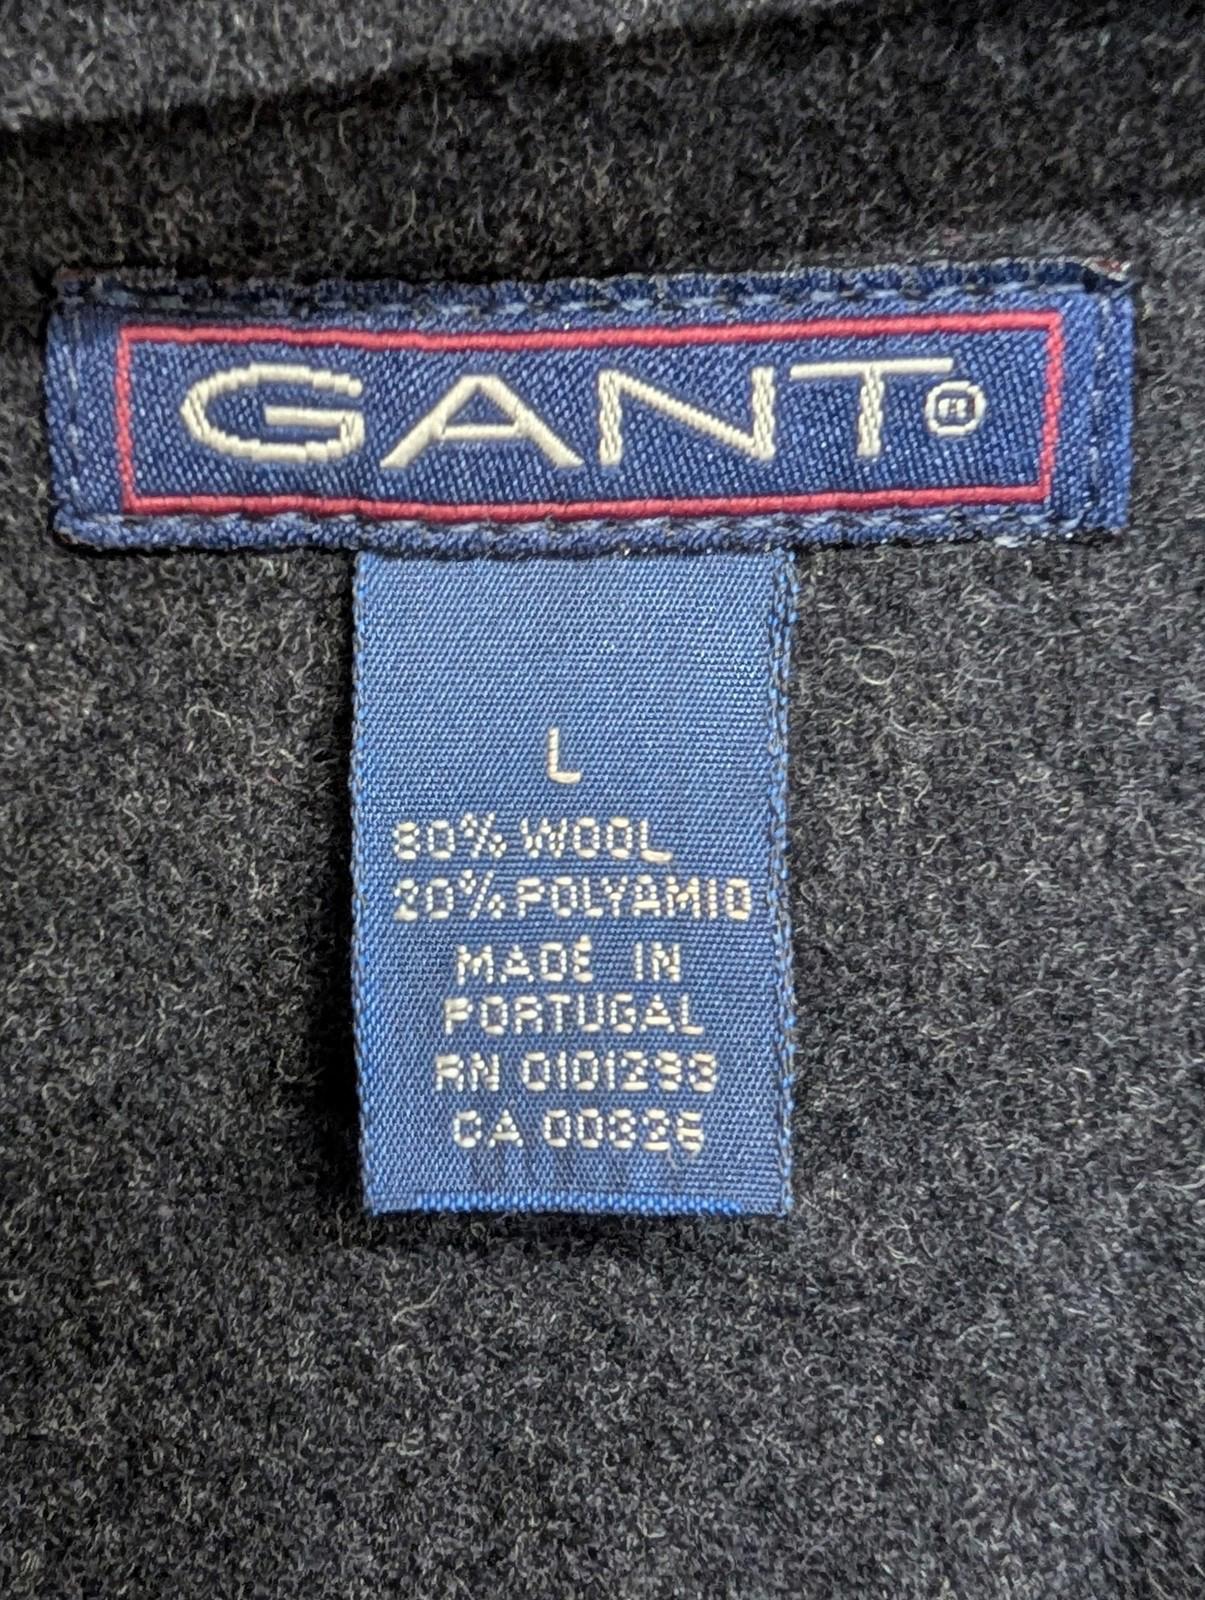 GANT®
L
80% WOOL
20% POLYAMID
MADE IN
PORTUGAL
RN 0101293
CA 00326